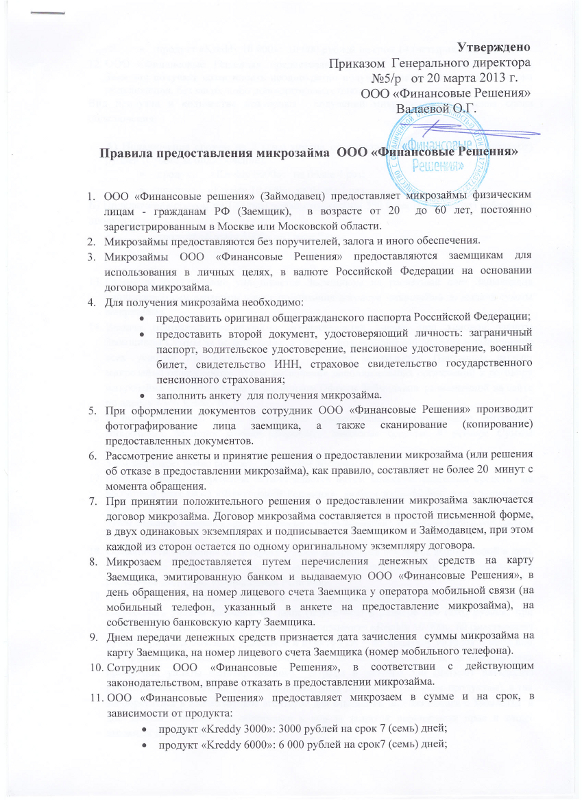 Утверждено
Приказом Генерального директора
№5/р от 20 марта 2013 г.
ООО «Финансовые Решения»
Валаевой О.Г.
«Финансовые
Решения»
Правила предоставления микрозайма ООО «Финансовые Решения»
1. ООО «Финансовые решения» (Займодавец) предоставляет микрозаймы физическим
лицам - гражданам РФ (Заемщик), в возрасте от 20 до 60 лет, постоянно
зарегистрированным в Москве или Московской области.
2. Микрозаймы предоставляются без поручителей, залога и иного обеспечения.
3. Микрозаймы ООО «Финансовые Решения» предоставляются заемщикам для
использования в личных целях, в валюте Российской Федерации на основании
договора микрозайма.
4. Для получения микрозайма необходимо:
• предоставить оригинал общегражданского паспорта Российской Федерации;
• предоставить второй документ, удостоверяющий личность: заграничный
паспорт, водительское удостоверение, пенсионное удостоверение, военный
билет, свидетельство ИНН, страховое свидетельство государственного
пенсионного страхования;
• заполнить анкету для получения микрозайма.
5. При оформлении документов сотрудник ООО «Финансовые Решения» производит
фотографирование лица заемщика, а также сканирование (копирование)
предоставленных документов.
6. Рассмотрение анкеты и принятие решения о предоставлении микрозайма (или решения
об отказе в предоставлении микрозайма), как правило, составляет не более 20 минут с
момента обращения.
7. При принятии положительного решения о предоставлении микрозайма заключается
договор микрозайма. Договор микрозайма составляется в простой письменной форме,
в двух одинаковых экземплярах и подписывается Заемщиком и Займодавцем, при этом
каждой из сторон остается по одному оригинальному экземпляру договора.
8. Микрозаем предоставляется путем перечисления денежных средств на карту
Заемщика, эмитированную банком и выдаваемую ООО «Финансовые Решения», в
день обращения, на номер лицевого счета Заемщика у оператора мобильной связи (на
мобильный телефон, указанный в анкете на предоставление микрозайма), на
собственную банковскую карту Заемщика.
9. Днем передачи денежных средств признается дата зачисления суммы микрозайма на
карту Заемщика, на номер лицевого счета Заемщика (номер мобильного телефона).
10. Сотрудник ООО «Финансовые Решения», в соответствии с действующим
законодательством, вправе отказать в предоставлении микрозайма.
11. ООО «Финансовые Решения» предоставляет микрозаем в сумме и на срок, в
зависимости от продукта:
• продукт «Kreddy 3000»: 3000 рублей на срок 7 (семь) дней;
• продукт «Kreddy 6000»: 6 000 рублей на срок7 (семь) дней;